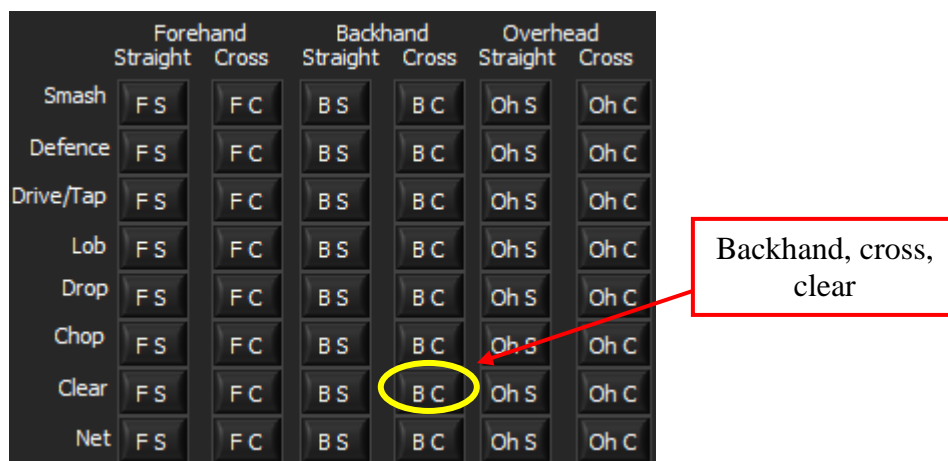 Forehand Backhand Overhead
Straight Cross Straight Cross Straight Cross
Smash F S F C B S B C Oh S Oh C
Defence F S F C B S B C Oh S Oh C
Drive/Tap F S F C B S B C Oh S Oh C
Lob F S F C B S B C Oh S Oh C
Drop F S F C B S B C Oh S Oh C
Chop F S F C B S B C Oh S Oh C
Clear F S F C B S B C Oh S Oh C
Net F S F C B S B C Oh S Oh C
Backhand, cross,
clear